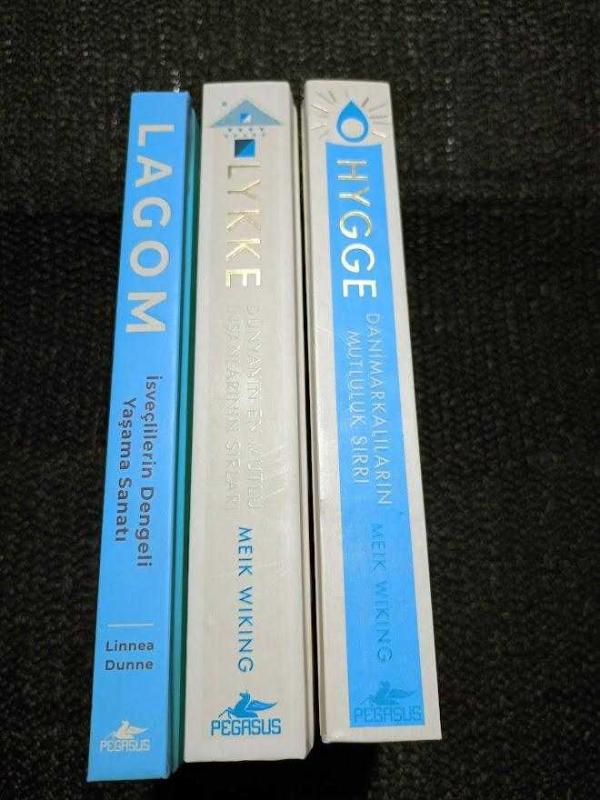 LAGOM
İsveçlilerin Dengeli
Yaşama Sanatı
Linnea
Dunne
PEGASUS
LYKKE
DÜNYANIN EN MUTLU
İNSANLARININ SIRLARI
MEIK WIKING
PEGASUS
HYGGE
DANİMARKALILARIN
MUTLULUK SIRRI
MEIK WIKING
PEGASUS